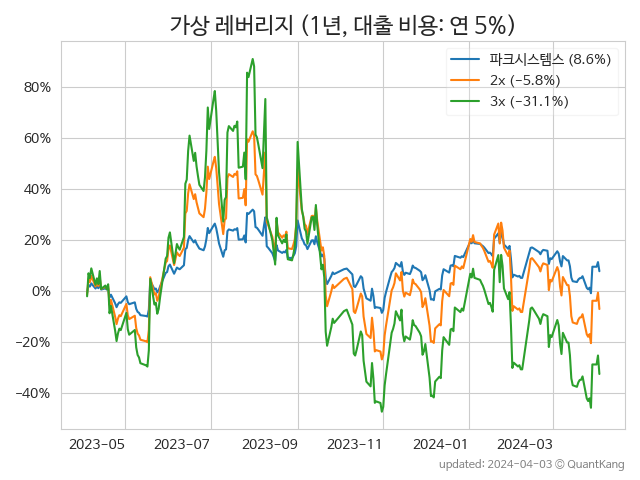 가상 레버리지 (1년, 대출 비용: 연 5%)
파크시스템스 (8.6%)
2x (−5.8%)
3x (−31.1%)
80%
60%
40%
20%
0%
−20%
−40%
2023−05
2023−07
2023−09
2023−11
2024−01
2024−03
updated: 2024-04-03 © QuantKang